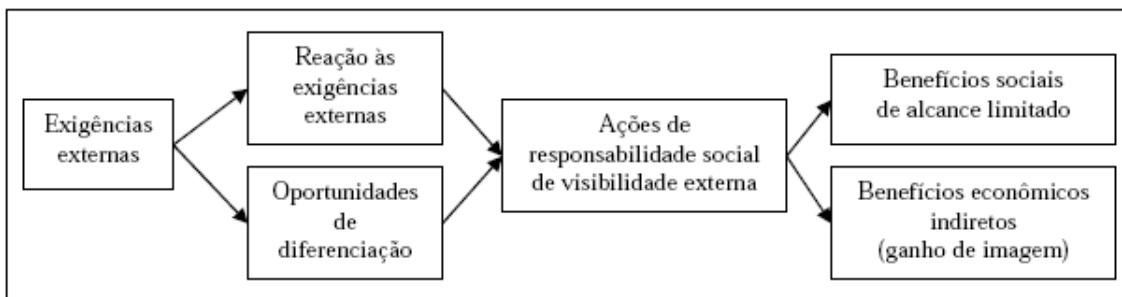 Exigências
externas
Reação às
exigências
externas
Oportunidades
de
diferenciação
Ações de
responsabilidade social
de visibilidade externa
Benefícios sociais
de alcance limitado
Benefícios econômicos
indiretos
(ganho de imagem)